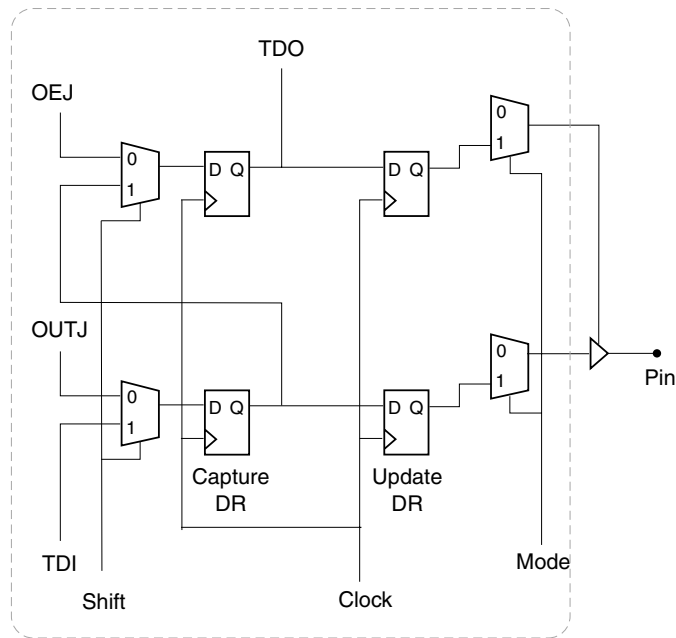 TDO
OEJ
0
1
D Q
D Q
0
1
OUTJ
0
1
D Q
D Q
0
1
Pin
Capture
DR
Update
DR
TDI
Shift
Clock
Mode